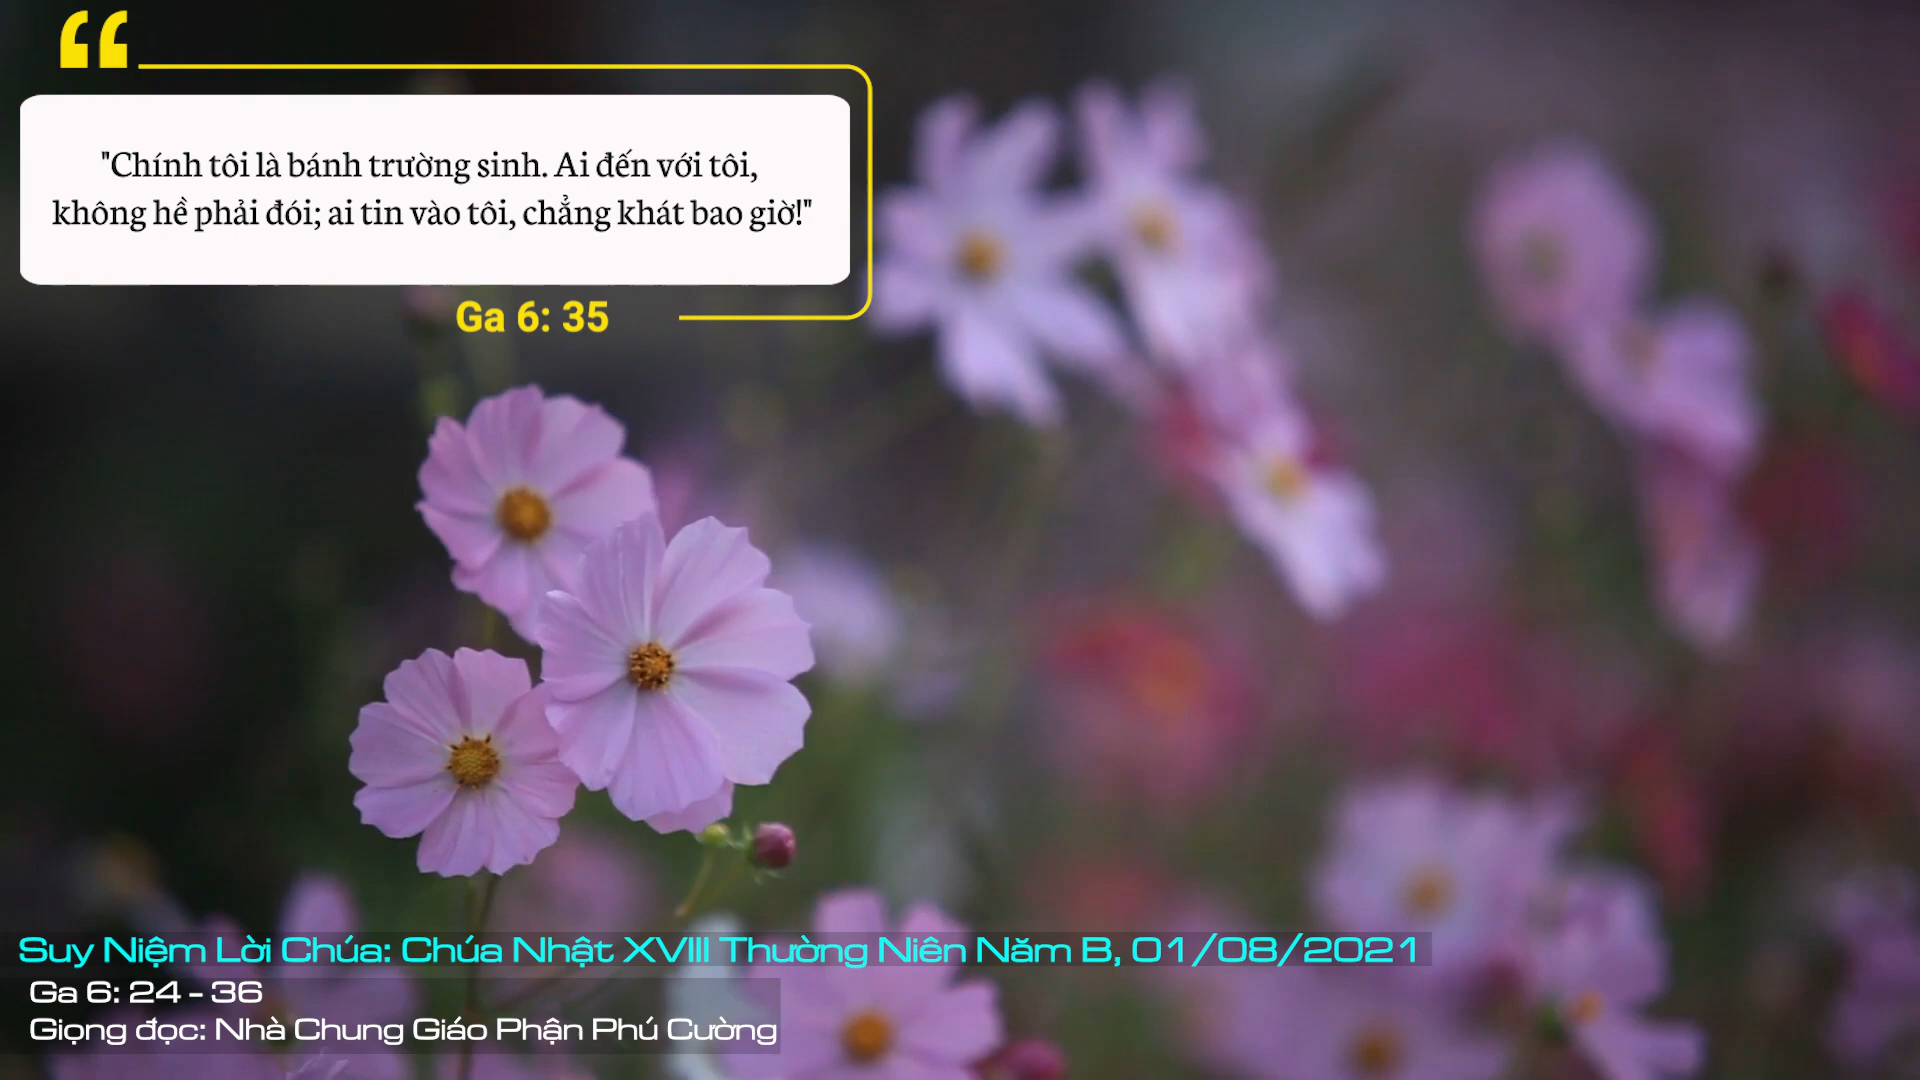 "Chính tôi là bánh trường sinh. Ai đến với tôi,
không hề phải đói; ai tin vào tôi, chẳng khát bao giờ!"
Ga 6: 35
Suy Niệm Lời Chúa: Chúa Nhật XVIII Thường Niên Năm B, 01/08/2021
Ga 6: 24 - 36
Giọng đọc: Nhà Chung Giáo Phận Phú Cường